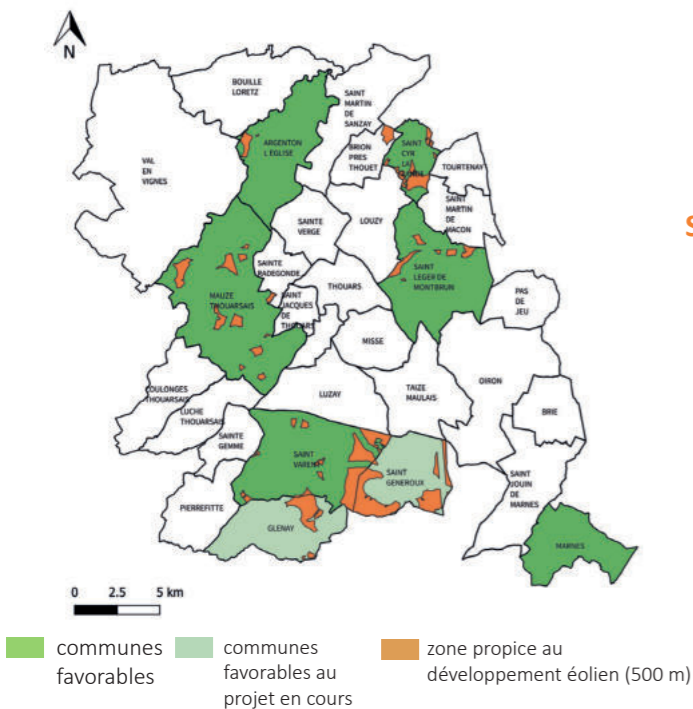 N
BOUILLE
LORETZ
SAINT
MARTIN
DE
SANZAY
ARGENTON
L EGLISE
BRION
PRES
THOUET
SAINT
CYR
LA
LANDE
TOURTENAY
VAL
EN
VIGNES
SAINT
MARTIN
DE
MACON
SAINTE
VERGE
LOUZY
S
SAINTE
RADEGONDE
SAINT
LEGER DE
MONTBRUN
THOUARS
MAUZE
THOUARSAIS
SAINT
JACQUES
DE
THOUARS
PAS
DE
JEU
MISSE
COULONGES
THOUARSAIS
LUZAY
TAIZE
MAULAIS
OIRON
BRIE
LUCHE
THOUARSAIS
SAINTE
GEMME
SAINT
VARENT
SAINT
GENEROUX
SAINT
JOUIN
DE
MARNES
PIERREFITTE
GLENAY
MARNES
0 2.5 5 km
communes
favorables
communes
favorables au
projet en cours
zone propice au
développement éolien (500 m)